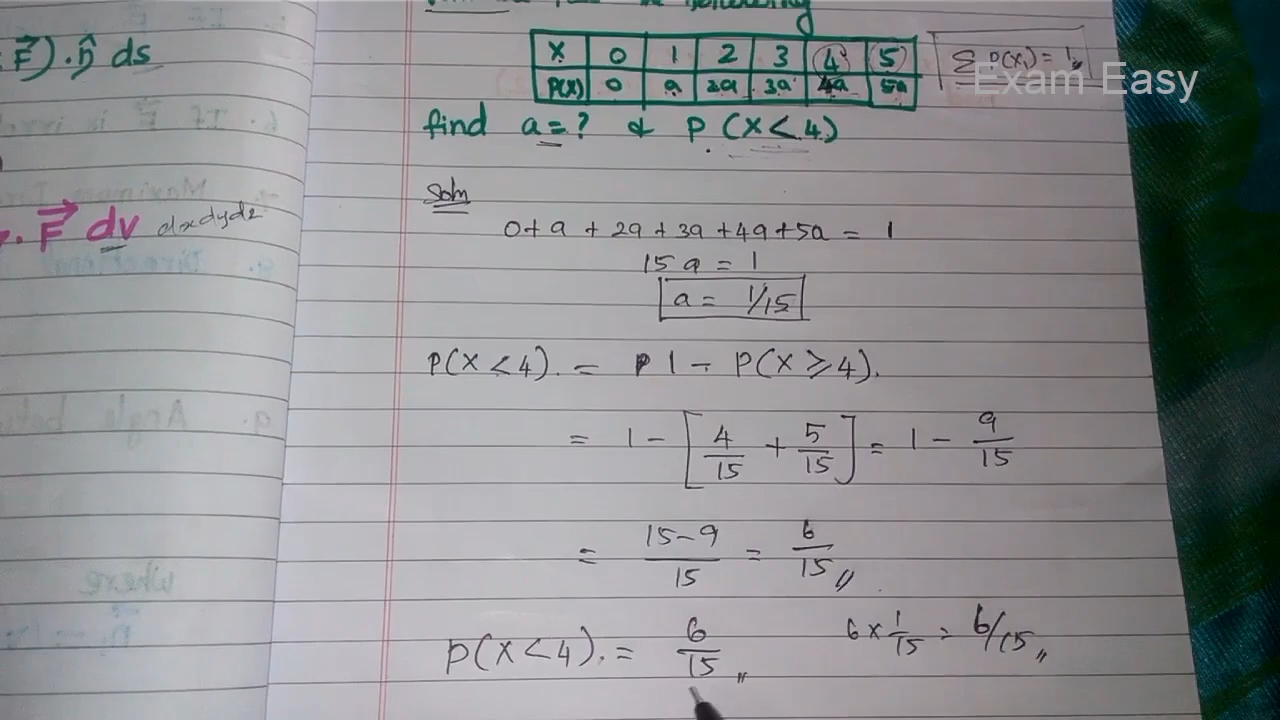 following
X 0 1 2 3 4 5
P(X) 0 a 2a 3a 4a 5a
∑ P(Xᵢ) = 1
Exam Easy
find a = ? & P (X < 4)
Soln
0 + a + 2a + 3a + 4a + 5a = 1
15 a = 1
a = 1/15
P(X < 4) = 1 - P(X ≥ 4).
= 1 - [4/15 + 5/15] = 1 - 9/15
= 15-9/15 = 6/15
P(X < 4) = 6/15
6 × 1/15 = 6/15
F⃗) . n̂ ds
. F⃗ dv dxdydz